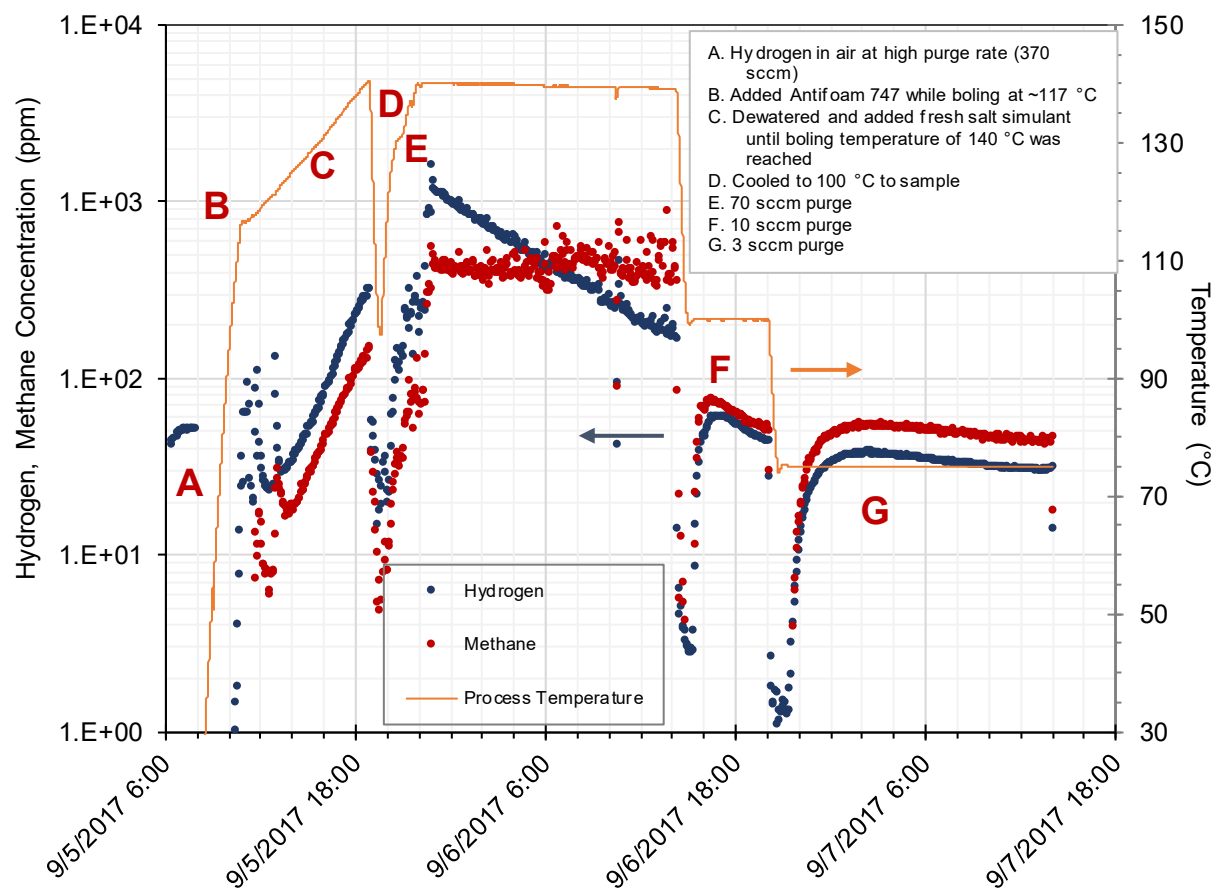 1.E+04
1.E+03
1.E+02
1.E+01
1.E+00
Hydrogen, Methane Concentration (ppm)
150
130
110
90
70
50
30
Temperature (°C)
A. Hydrogen in air at high purge rate (370
sccm)
B. Added Antifoam 747 while boling at ~117 °C
C. Dewatered and added fresh salt simulant
until boling temperature of 140 °C was
reached
D. Cooled to 100 °C to sample
E. 70 sccm purge
F. 10 sccm purge
G. 3 sccm purge
A
B
C
D
E
F
G
Hydrogen
Methane
Process Temperature
9/5/2017 6:00
9/5/2017 18:00
9/6/2017 6:00
9/6/2017 18:00
9/7/2017 6:00
9/7/2017 18:00